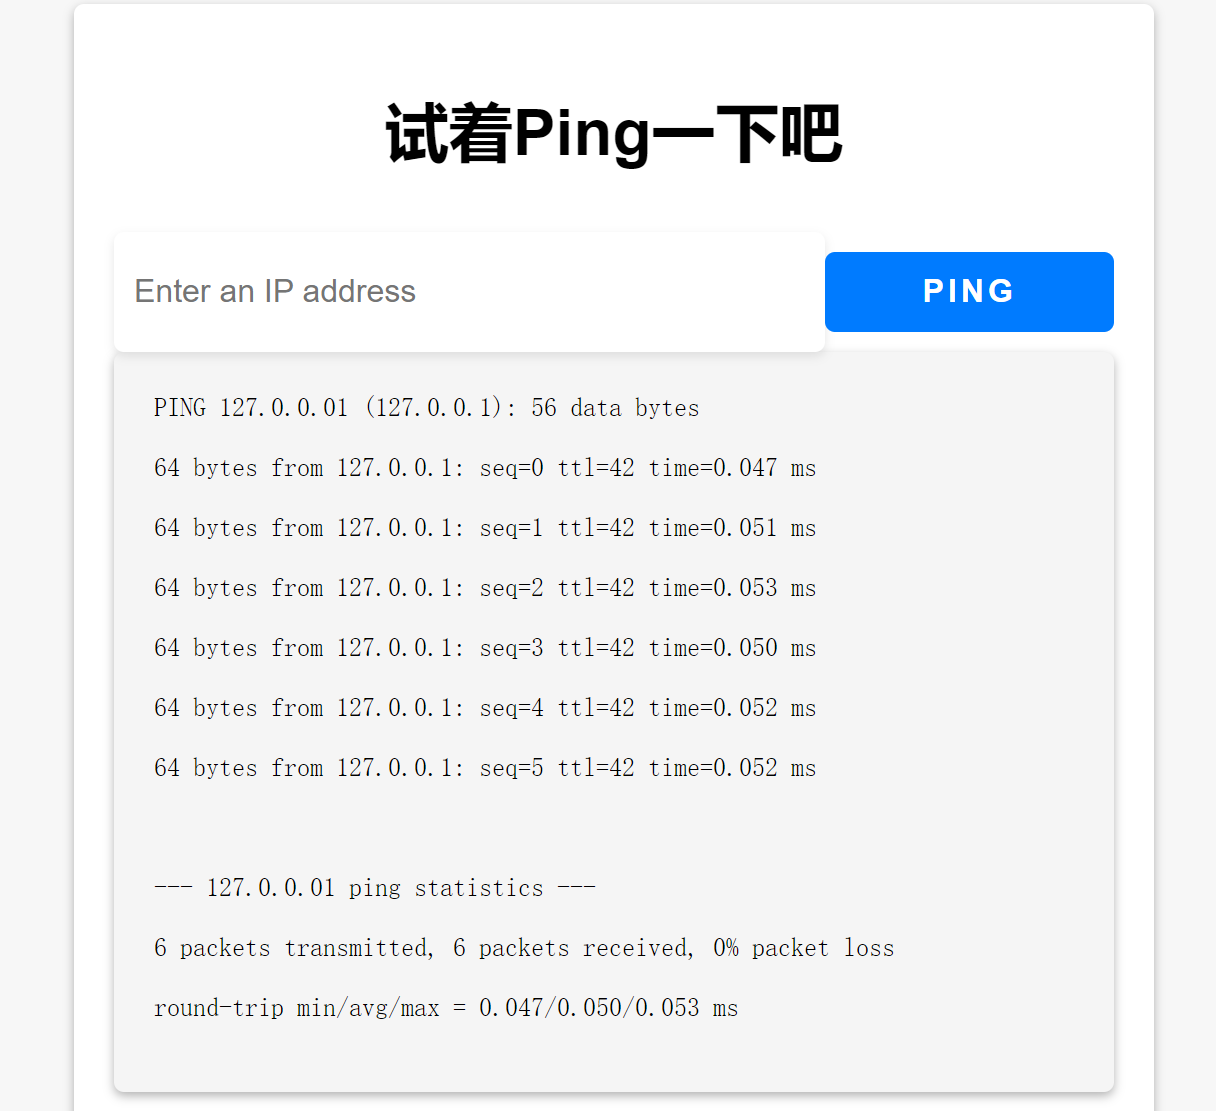 试着Ping一下吧
Enter an IP address
PING
PING 127.0.0.01 (127.0.0.1): 56 data bytes
64 bytes from 127.0.0.1: seq=0 ttl=42 time=0.047 ms
64 bytes from 127.0.0.1: seq=1 ttl=42 time=0.051 ms
64 bytes from 127.0.0.1: seq=2 ttl=42 time=0.053 ms
64 bytes from 127.0.0.1: seq=3 ttl=42 time=0.050 ms
64 bytes from 127.0.0.1: seq=4 ttl=42 time=0.052 ms
64 bytes from 127.0.0.1: seq=5 ttl=42 time=0.052 ms
--- 127.0.0.01 ping statistics ---
6 packets transmitted, 6 packets received, 0% packet loss
round-trip min/avg/max = 0.047/0.050/0.053 ms